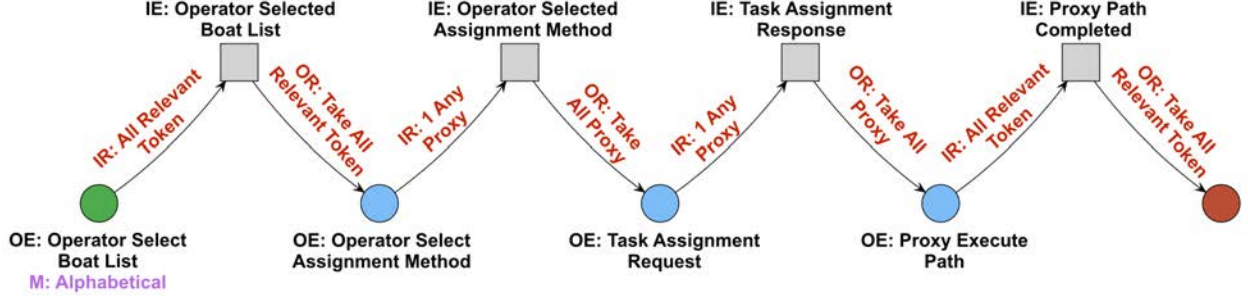 IE: Operator Selected
Boat List
IE: Operator Selected
Assignment Method
IE: Task Assignment
Response
IE: Proxy Path
Completed
IR: All Relevant
Token
OR: Take All
Relevant Token
IR: 1 Any
Proxy
OR: Take
All Proxy
IR: 1 Any
Proxy
OR: Take All
Proxy
IR: All Relevant
Token
OR: Take All
Relevant Token
OE: Operator Select
Boat List
M: Alphabetical
OE: Operator Select
Assignment Method
OE: Task Assignment
Request
OE: Proxy Execute
Path